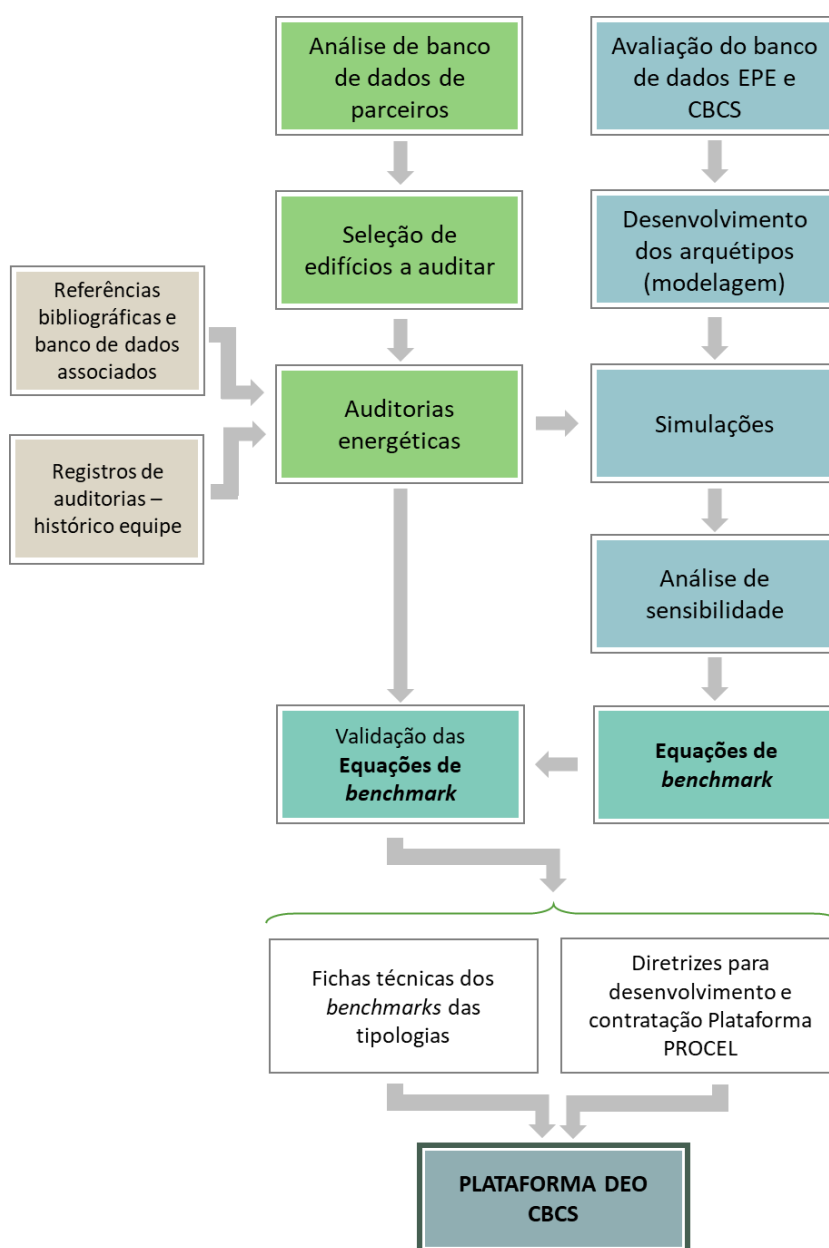 Análise de banco
de dados de
parceiros
Avaliação do banco
de dados EPE e
CBCS
Seleção de
edifícios a auditar
Desenvolvimento
dos arquétipos
(modelagem)
Referências
bibliográficas e
banco de dados
associados
Auditorias
energéticas
Simulações
Registros de
auditorias –
histórico equipe
Análise de
sensibilidade
Validação das
Equações de
benchmark
Equações de
benchmark
Fichas técnicas dos
benchmarks das
tipologias
Diretrizes para
desenvolvimento e
contratação Plataforma
PROCEL
PLATAFORMA DEO
CBCS